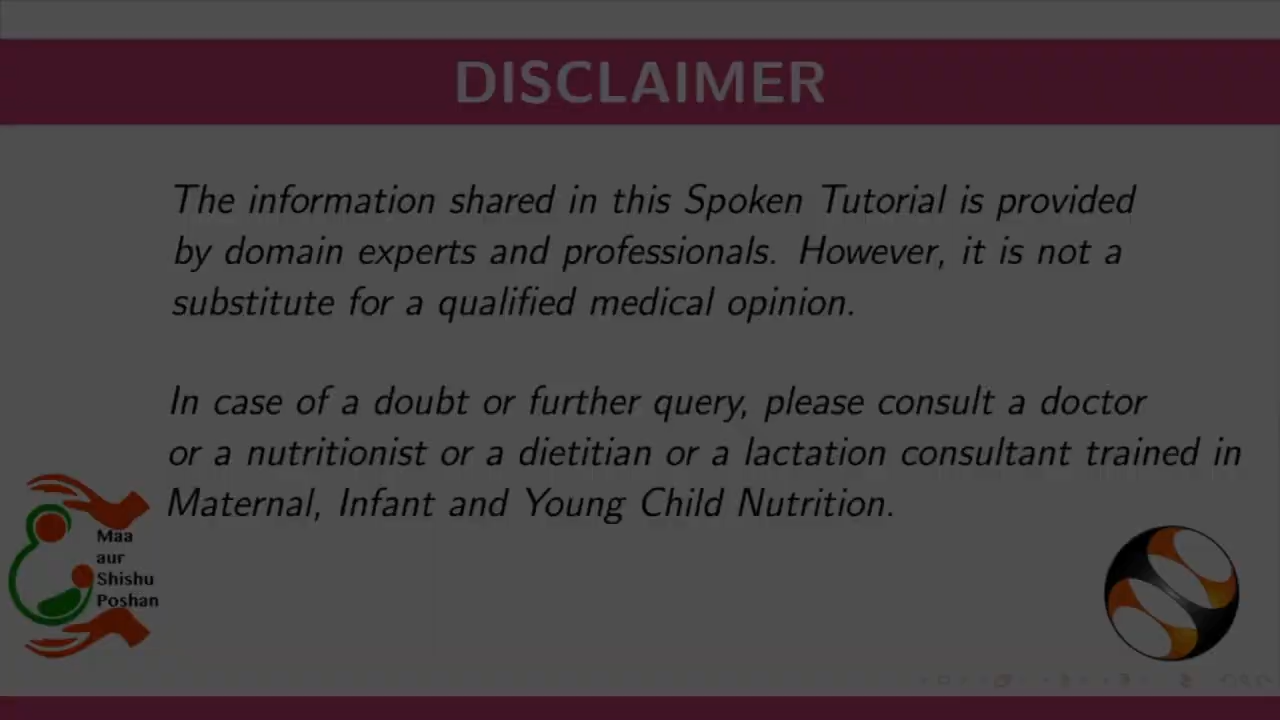 DISCLAIMER
The information shared in this Spoken Tutorial is provided
by domain experts and professionals. However, it is not a
substitute for a qualified medical opinion.
In case of a doubt or further query, please consult a doctor
or a nutritionist or a dietitian or a lactation consultant trained in
Maternal, Infant and Young Child Nutrition.
Maa
aur
Shishu
Poshan